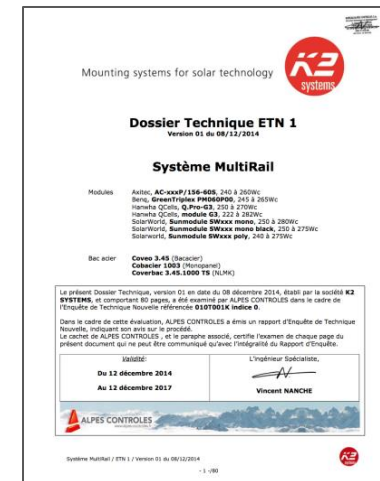 Mounting systems for solar technology
K2
systems
Dossier Technique ETN 1
Version 01 du 08/12/2014
Système MultiRail
Modules Axitec, AC-xxxP/156-60S, 240 à 260Wc
Benq, GreenTriplex PM060P00, 245 à 265Wc
Hanwha QCells, Q.Pro-G3, 250 à 270Wc
Hanwha QCells, module G3, 222 à 282Wc
SolarWorld, Sunmodule SWxxx mono, 250 à 280Wc
SolarWorld, Sunmodule SWxxx mono black, 250 à 275Wc
Solarworld, Sunmodule SWxxx poly, 240 à 275Wc
Bac acier Coveo 3.45 (Bacacier)
Cobacier 1003 (Monopanel)
Coverbac 3.45.1000 TS (NLMK)
Le présent Dossier Technique, version 01 en date du 08 décembre 2014, établi par la société K2
SYSTEMS, et comportant 80 pages, a été examiné par ALPES CONTROLES dans le cadre de
l'Enquête de Technique Nouvelle référencée 010T001K indice 0.
Dans le cadre de cette évaluation, ALPES CONTROLES a émis un rapport d'Enquête de Technique
Nouvelle, indiquant son avis sur le procédé.
Le cachet de ALPES CONTROLES , et le paraphe associé, certifie l'examen de chaque page du
présent document qui ne peut être communiqué qu'avec l'intégralité du Rapport d'Enquête.
Validité: L'ingénieur Spécialiste,
Du 12 décembre 2014
Au 12 décembre 2017 Vincent NANCHE
ALPES CONTROLES
Système MultiRail / ETN 1 / Version 01 du 08/12/2014
- 1 -/80